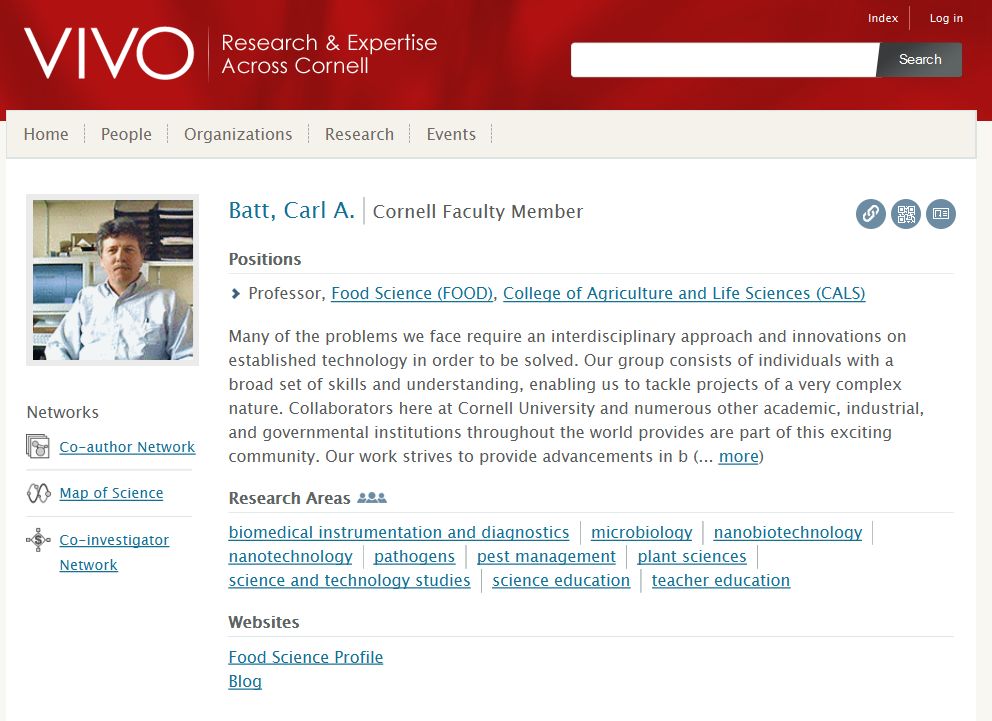 Index
Log in
VIVO
Research & Expertise
Across Cornell
Search
Home
People
Organizations
Research
Events
Batt, Carl A.
Cornell Faculty Member
Positions
Professor, Food Science (FOOD), College of Agriculture and Life Sciences (CALS)
Many of the problems we face require an interdisciplinary approach and innovations on
established technology in order to be solved. Our group consists of individuals with a
broad set of skills and understanding, enabling us to tackle projects of a very complex
nature. Collaborators here at Cornell University and numerous other academic, industrial,
and governmental institutions throughout the world provides are part of this exciting
community. Our work strives to provide advancements in b (... more)
Networks
Co-author Network
Map of Science
Co-investigator
Network
Research Areas
biomedical instrumentation and diagnostics
microbiology
nanobiotechnology
nanotechnology
pathogens
pest management
plant sciences
science and technology studies
science education
teacher education
Websites
Food Science Profile
Blog